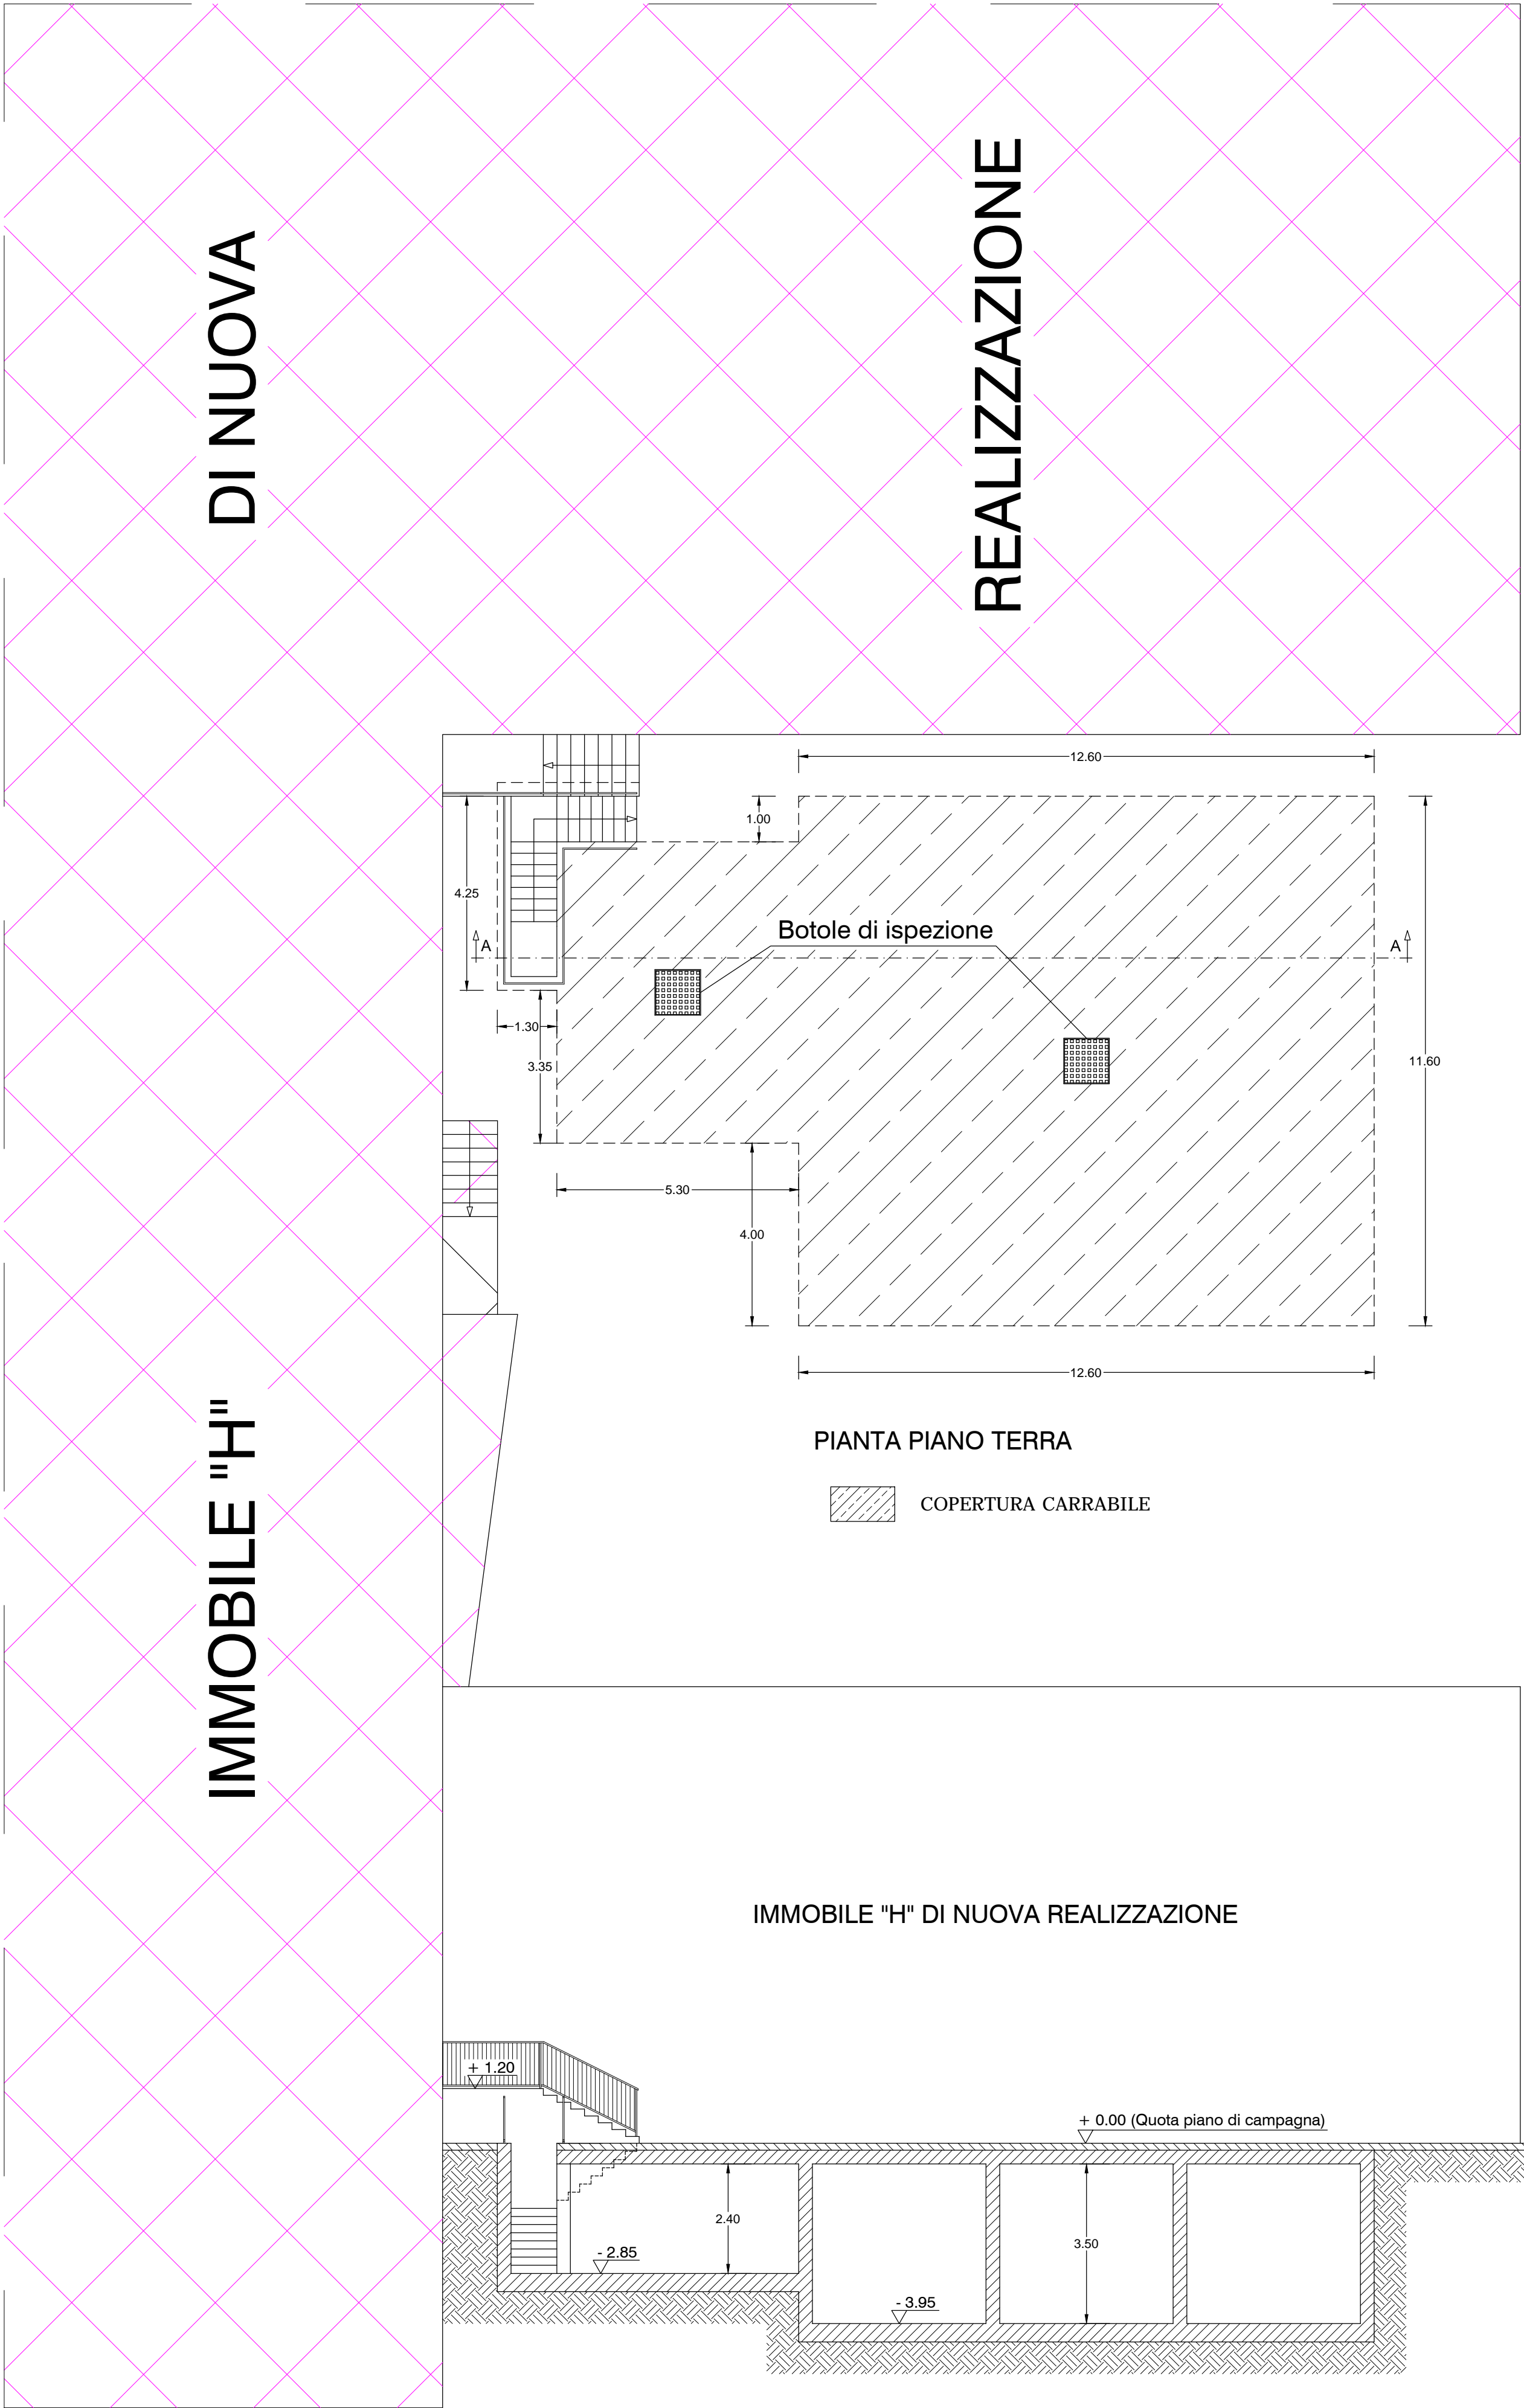 IMMOBILE "H"
DI NUOVA
REALIZZAZIONE
12.60
1.00
4.25
A
A
Botole di ispezione
1.30
3.35
11.60
5.30
4.00
12.60
PIANTA PIANO TERRA
COPERTURA CARRABILE
IMMOBILE "H" DI NUOVA REALIZZAZIONE
+ 1.20
+ 0.00 (Quota piano di campagna)
2.40
3.50
- 2.85
- 3.95